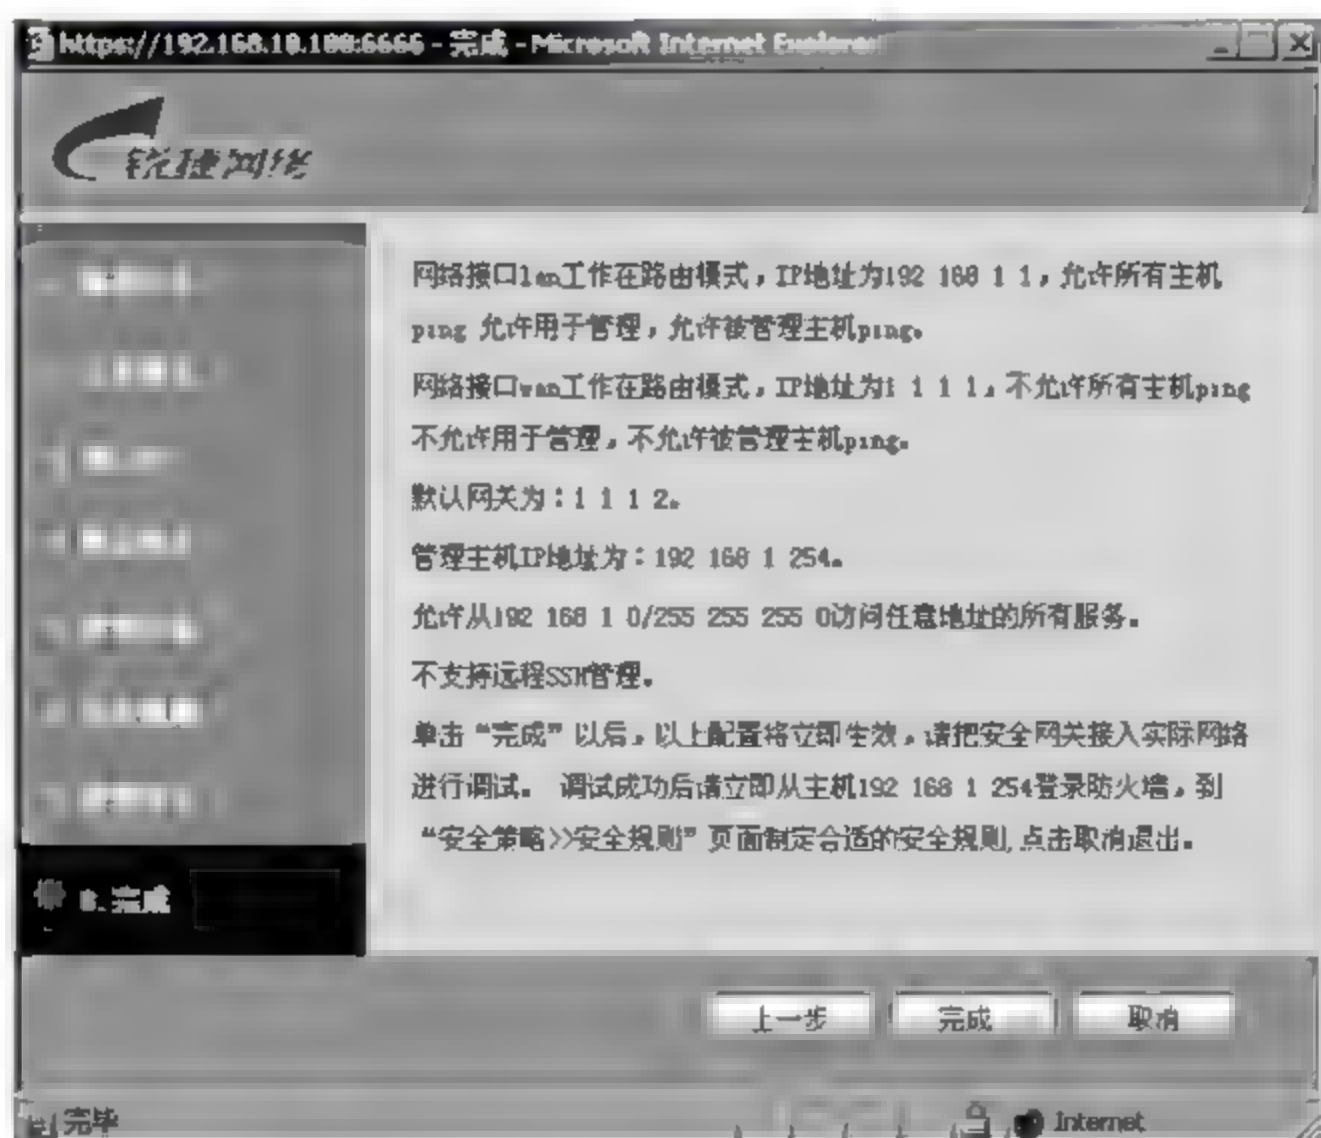 https://192.168.10.100:6666 - 完成 - Microsoft Internet Explorer
锐捷网络
网络接口lan工作在路由模式，IP地址为192 168 1 1，允许所有主机
ping 允许用于管理，允许被管理主机ping。
网络接口wan工作在路由模式，IP地址为1 1 1 1，不允许所有主机ping
不允许用于管理，不允许被管理主机ping。
默认网关为：1 1 1 2。
管理主机IP地址为：192 168 1 254。
允许从192 168 1 0/255 255 255 0访问任意地址的所有服务。
不支持远程SSH管理。
单击“完成”以后，以上配置将立即生效，请把安全网关接入实际网络
进行调试。 调试成功后请立即从主机192 168 1 254登录防火墙，到
“安全策略>>安全规则”页面制定合适的安全规则,点击取消退出。
8.完成
上一步 完成 取消
完毕 Internet